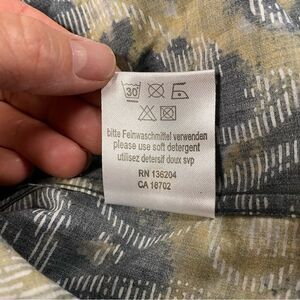 30
bitte Feinwaschmittel verwenden
please use soft detergent
utilisez detersif doux svp
RN 136204
CA 18702